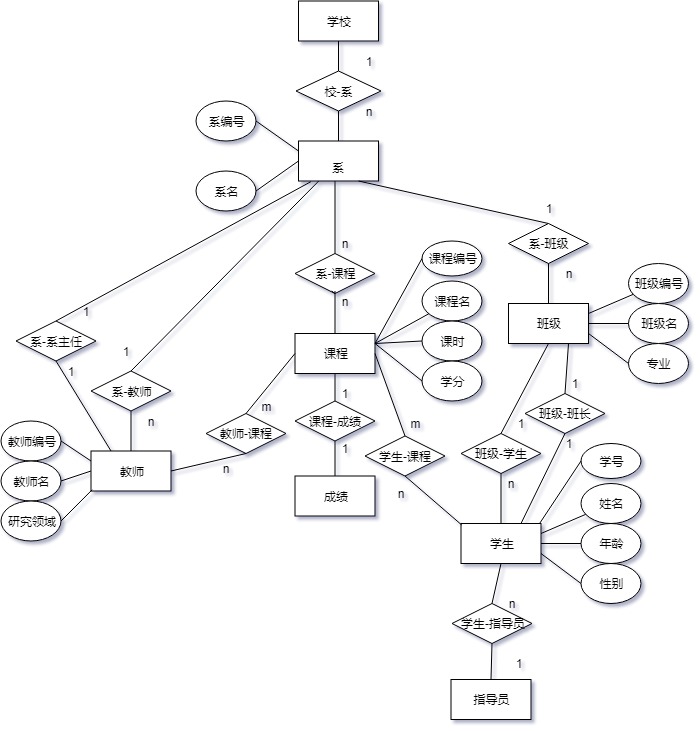 学校
1
校-系
n
系编号
系
系名
1
n
系-班级
课程编号
系-课程
n
班级编号
课程名
n
1
班级
班级名
系-系主任
课时
课程
1
专业
1
学分
系-教师
1
1
m
班级-班长
n
课程-成绩
m
1
教师-课程
教师编号
1
1
班级-学生
学生-课程
学号
教师
n
教师名
n
n
成绩
姓名
研究领域
学生
年龄
性别
n
学生-指导员
1
指导员